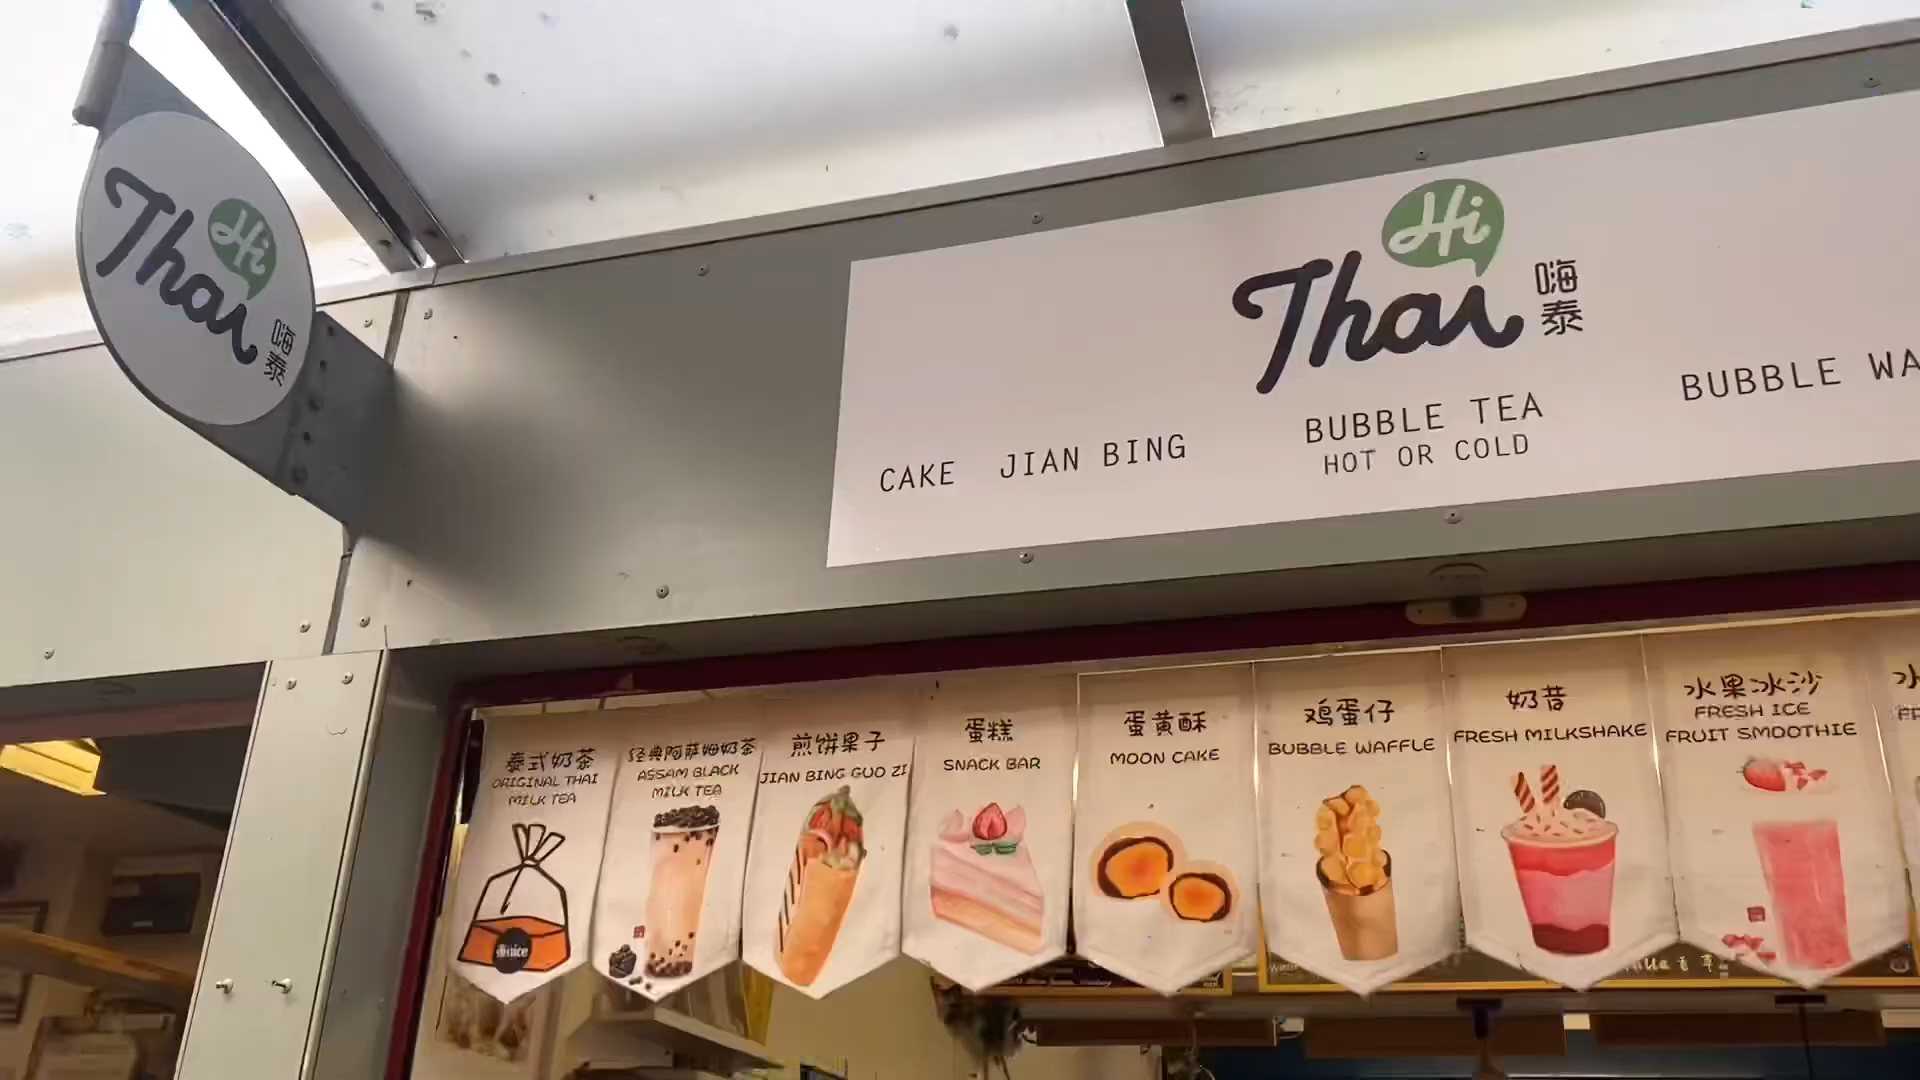 Hi
Thai
嗨泰
Hi
Thai
嗨泰
CAKE JIAN BING
BUBBLE TEA
HOT OR COLD
BUBBLE WA
泰式奶茶
ORIGINAL THAI
MILK TEA
经典阿萨姆奶茶
ASSAM BLACK
MILK TEA
煎饼果子
JIAN BING GUO ZI
蛋糕
SNACK BAR
蛋黄酥
MOON CAKE
鸡蛋仔
BUBBLE WAFFLE
奶昔
FRESH MILKSHAKE
水果冰沙
FRESH ICE
FRUIT SMOOTHIE
水